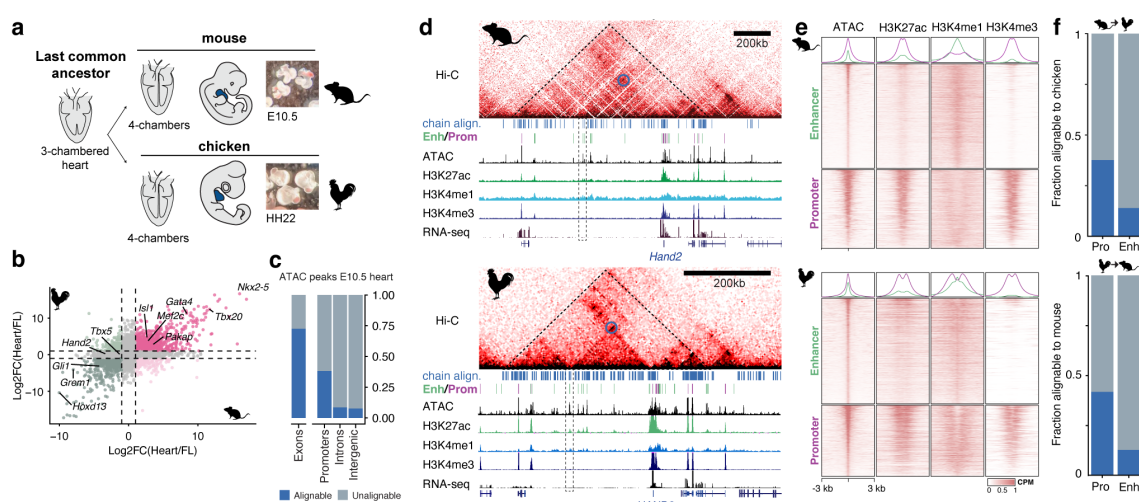 a
mouse
Last common
ancestor
3-chambered
heart
4-chambers
E10.5
chicken
4-chambers
HH22
b
Log2FC(Heart/FL)
10
0
−10
Nkx2-5
Gata4
Isl1
Mef2c
Tbx20
Tbx5
Hand2
Pakap
Gli1
Grem1
Hoxd13
-10
0
10
Log2FC(Heart/FL)
c
ATAC peaks E10.5 heart
1.00
0.75
0.50
0.25
0.00
Exons
Promoters
Introns
Intergenic
Alignable
Unalignable
d
200kb
Hi-C
chain align.
Enh/Prom
ATAC
H3K27ac
H3K4me1
H3K4me3
RNA-seq
Hand2
200kb
Hi-C
chain align.
Enh/Prom
ATAC
H3K27ac
H3K4me1
H3K4me3
RNA-seq
e
ATAC
H3K27ac
H3K4me1
H3K4me3
Enhancer
Promoter
Enhancer
Promoter
-3 kb
3 kb
CPM
0
0.5
1
f
Fraction alignable to chicken
1
0.5
0
Pro
Enh
Fraction alignable to mouse
1
0.5
0
Pro
Enh